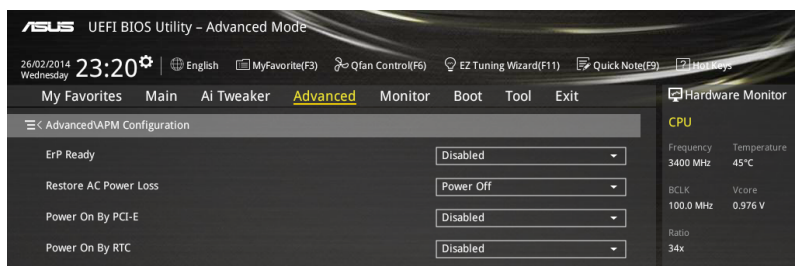 ASUS UEFI BIOS Utility – Advanced Mode
26/02/2014
Wednesday
23:20
English
MyFavorite(F3)
Qfan Control(F6)
EZ Tuning Wizard(F11)
Quick Note(F9)
Hot Keys
My Favorites
Main
Ai Tweaker
Advanced
Monitor
Boot
Tool
Exit
Hardware Monitor
Advanced\APM Configuration
ErP Ready
Disabled
Restore AC Power Loss
Power Off
Power On By PCI-E
Disabled
Power On By RTC
Disabled
CPU
Frequency Temperature
3400 MHz 45°C
BCLK Vcore
100.0 MHz 0.976 V
Ratio
34x